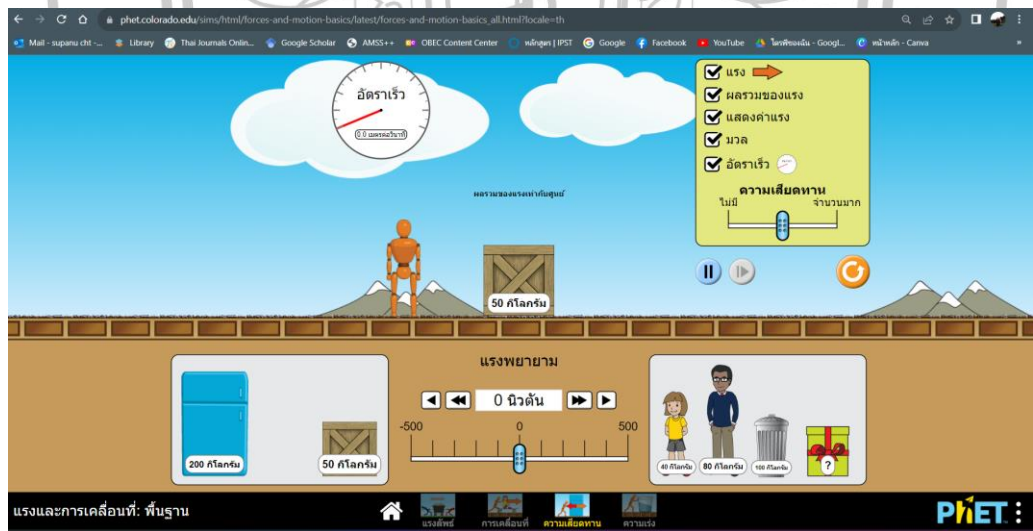 phet.colorado.edu/sims/html/forces-and-motion-basics/latest/forces-and-motion-basics_all.html?locale=th
Mail - supanu cht -...
Library
Thai Journals Onlin...
Google Scholar
AMSS++
OBEC Content Center
หลักสูตร | IPST
Google
Facebook
YouTube
หน้าหลัก - Canva
อัตราเร็ว
0.0 เมตรต่อวินาที
แรง
ผลรวมของแรง
แสดงค่าแรง
มวล
อัตราเร็ว
ความเสียดทาน
ไม่มี
จำนวนมาก
ผลรวมของแรงเท่ากับศูนย์
50 กิโลกรัม
แรงพยายาม
0 นิวตัน
-500
0
500
200 กิโลกรัม
50 กิโลกรัม
40 กิโลกรัม
80 กิโลกรัม
100 กิโลกรัม
?
แรงและการเคลื่อนที่: พื้นฐาน
แรงลัพธ์
การเคลื่อนที่
ความเสียดทาน
ความเร่ง
PhET